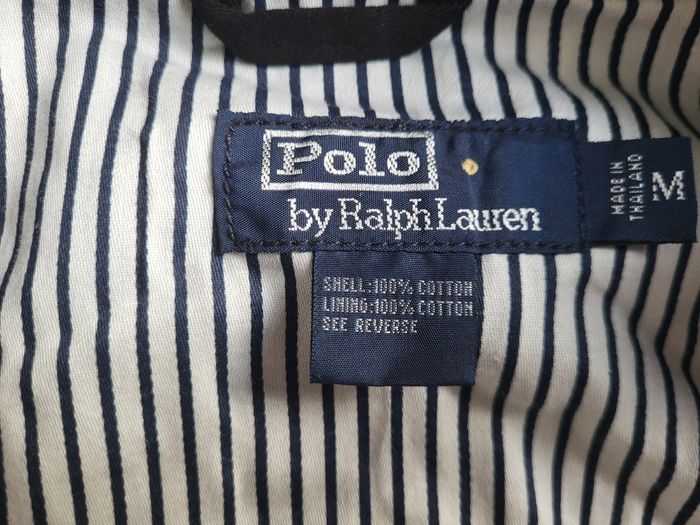 Polo
by Ralph Lauren
MADE IN
THAILAND
M
SHELL:100% COTTON
LINING:100% COTTON
SEE REVERSE